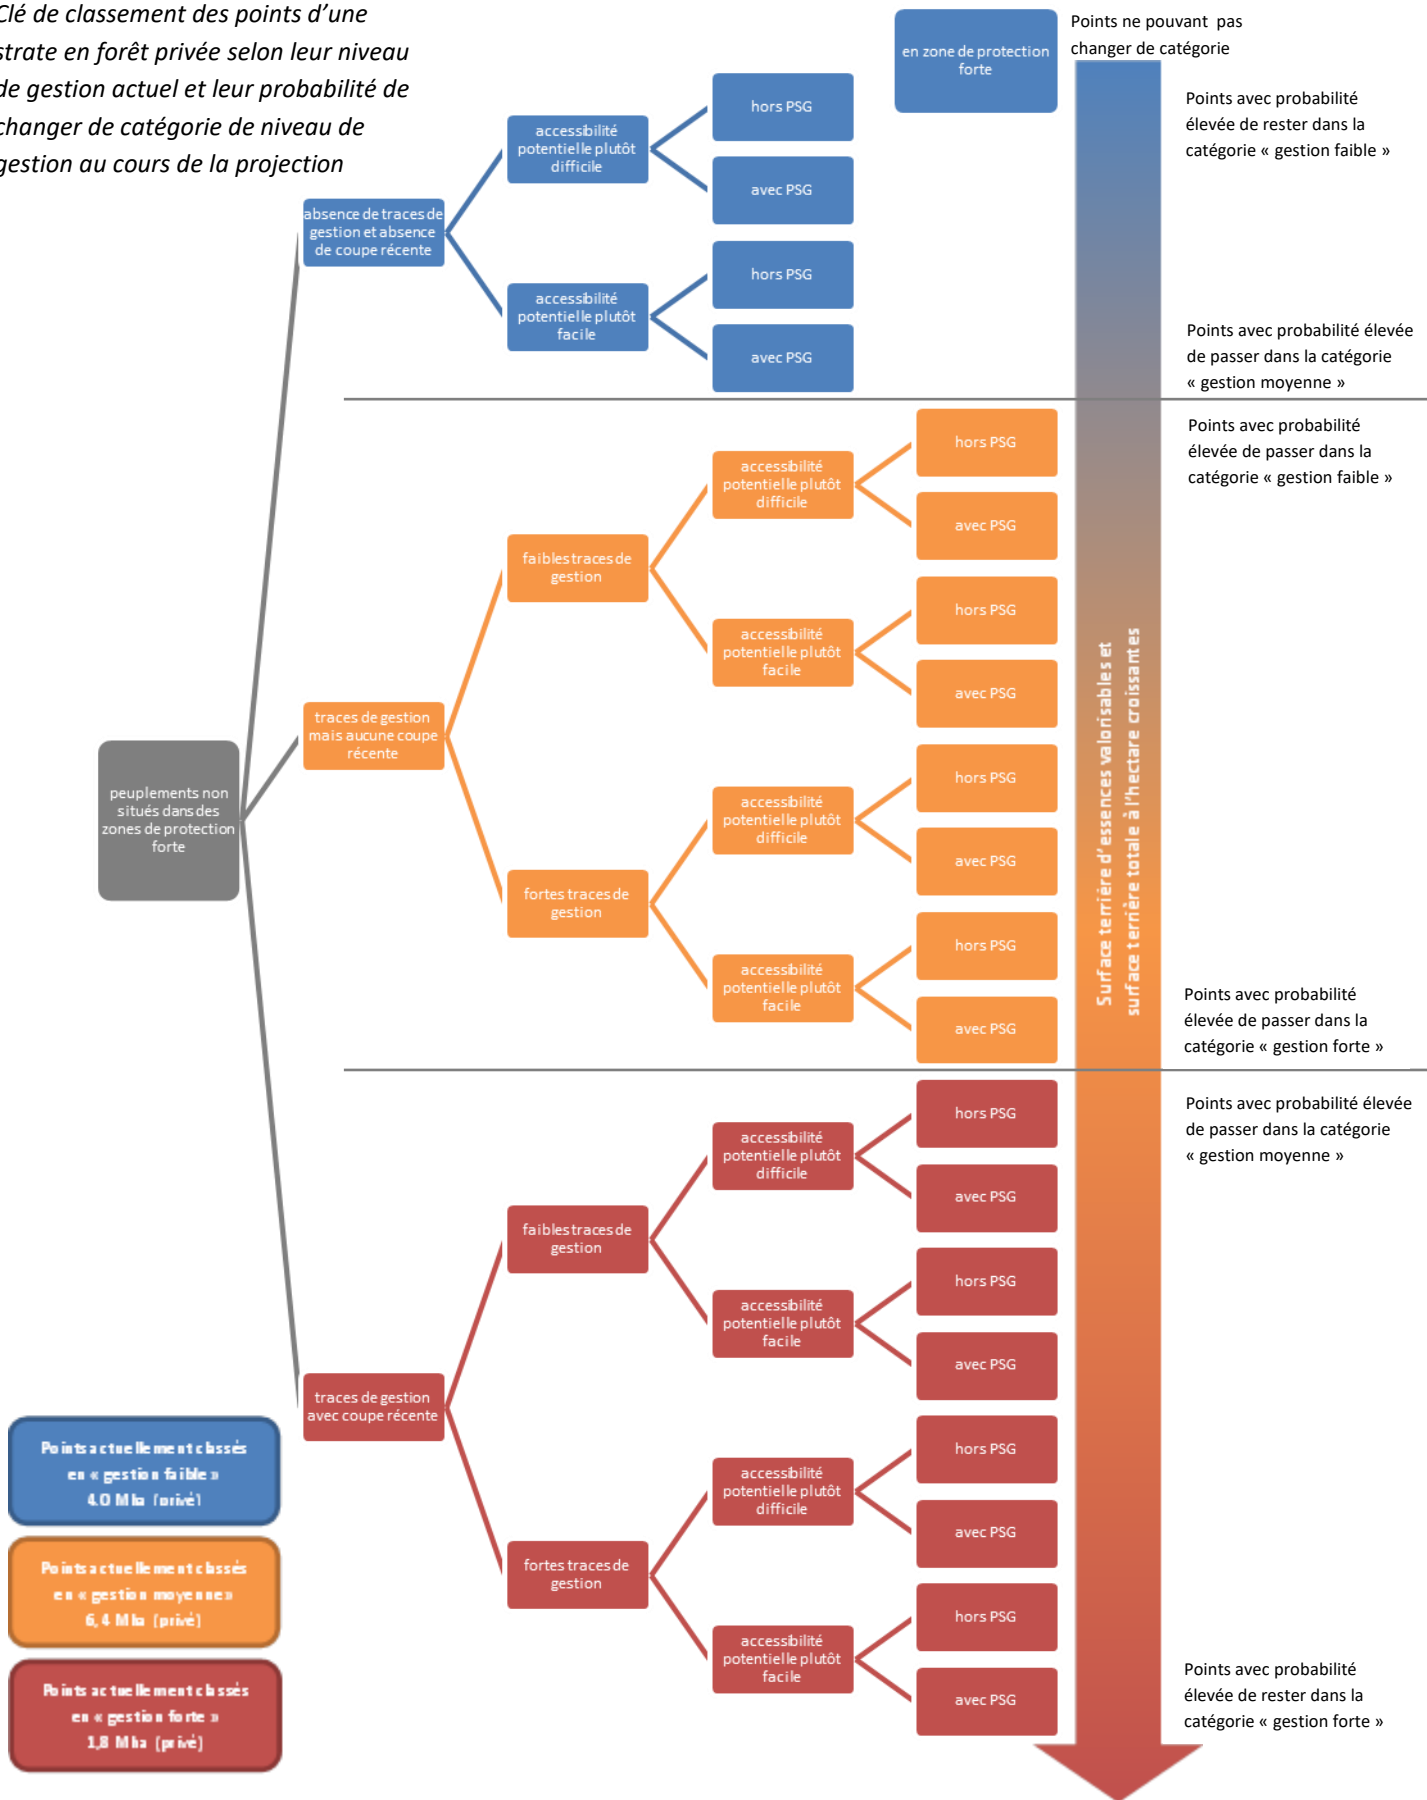 Clé de classement des points d’une
strate en forêt privée selon leur niveau
de gestion actuel et leur probabilité de
changer de catégorie de niveau de
gestion au cours de la projection
en zone de protection
forte
Points ne pouvant pas
changer de catégorie
Points avec probabilité
élevée de rester dans la
catégorie « gestion faible »
peuplements non
situés dans des
zones de protection
forte
absence de traces de
gestion et absence
de coupe récente
accessibilité
potentielle plutôt
difficile
hors PSG
avec PSG
accessibilité
potentielle plutôt
facile
hors PSG
avec PSG
Points avec probabilité élevée
de passer dans la catégorie
« gestion moyenne »
Points avec probabilité
élevée de passer dans la
catégorie « gestion faible »
traces de gestion
mais aucune coupe
récente
faibles traces de
gestion
accessibilité
potentielle plutôt
difficile
hors PSG
avec PSG
accessibilité
potentielle plutôt
facile
hors PSG
avec PSG
fortes traces de
gestion
accessibilité
potentielle plutôt
difficile
hors PSG
avec PSG
accessibilité
potentielle plutôt
facile
hors PSG
avec PSG
Surface terrière d’essences valorisables et
surface terrière totale à l’hectare croissantes
Points avec probabilité
élevée de passer dans la
catégorie « gestion forte »
Points avec probabilité élevée
de passer dans la catégorie
« gestion moyenne »
traces de gestion
avec coupe récente
faibles traces de
gestion
accessibilité
potentielle plutôt
difficile
hors PSG
avec PSG
accessibilité
potentielle plutôt
facile
hors PSG
avec PSG
fortes traces de
gestion
accessibilité
potentielle plutôt
difficile
hors PSG
avec PSG
accessibilité
potentielle plutôt
facile
hors PSG
avec PSG
Points avec probabilité
élevée de rester dans la
catégorie « gestion forte »
Points actuellement classés
en « gestion faible »
4.0 Mha (privé)
Points actuellement classés
en « gestion moyenne»
6,4 Mha (privé)
Points actuellement classés
en « gestion forte »
1,8 Mha (privé)